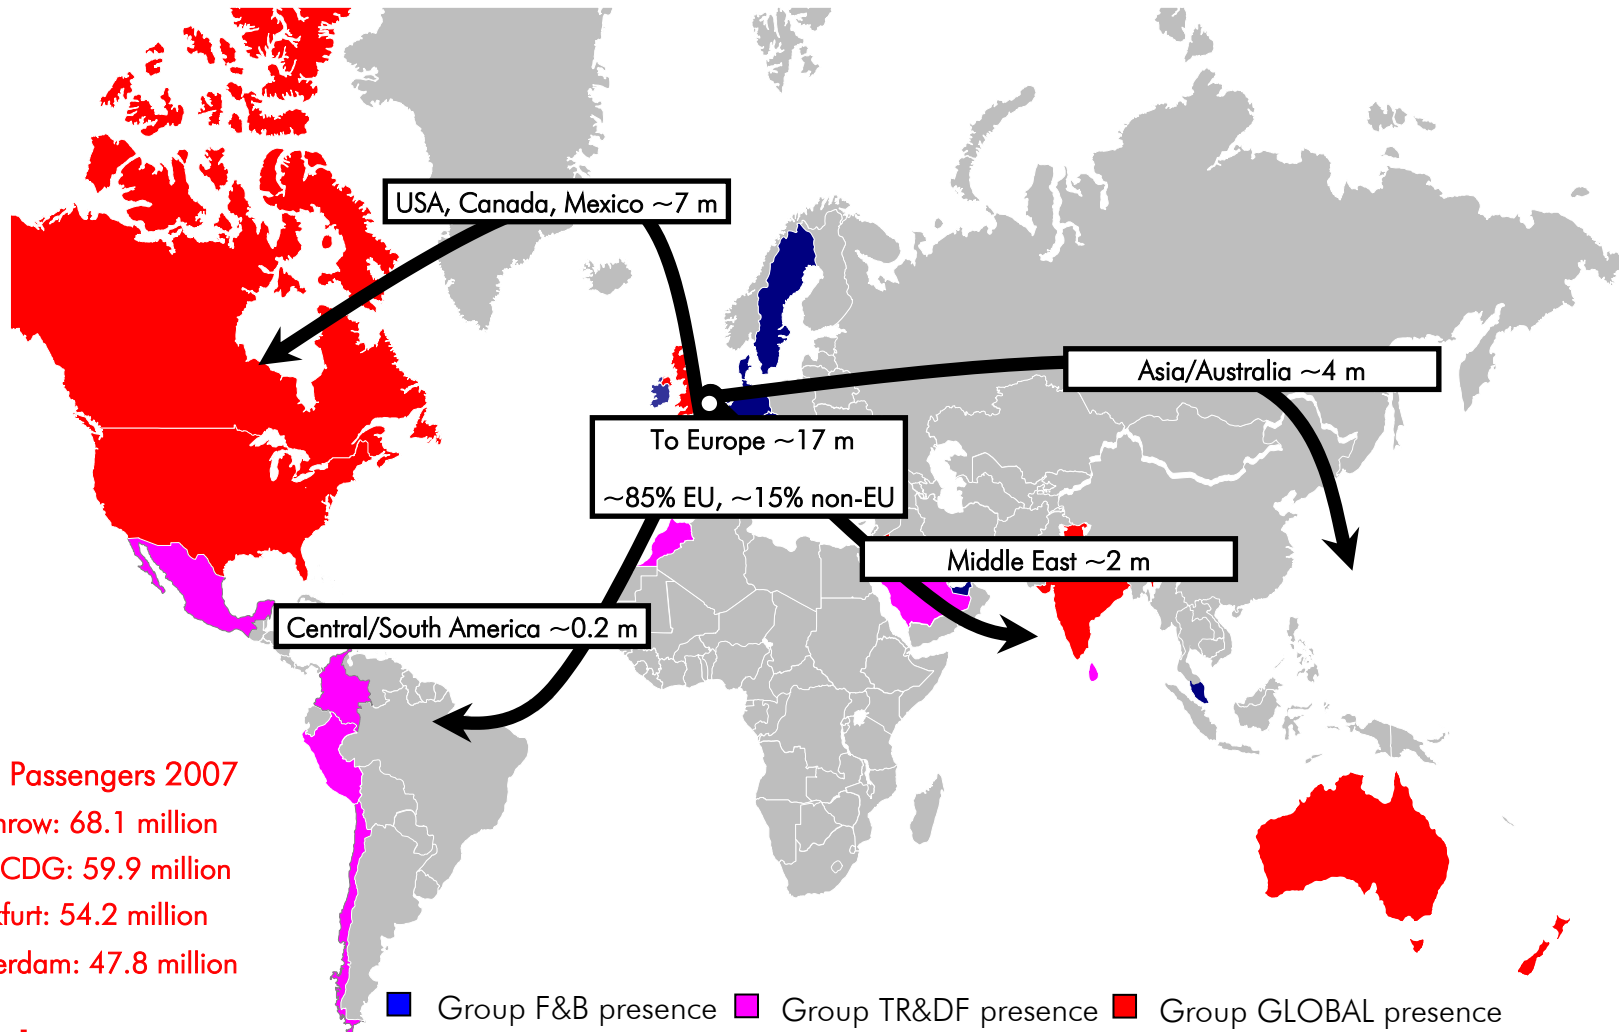 USA, Canada, Mexico ~7 m
Asia/Australia ~4 m
To Europe ~17 m
~85% EU, ~15% non-EU
Middle East ~2 m
Central/South America ~0.2 m
Passengers 2007
68.1 million
CDG: 59.9 million
54.2 million
47.8 million
Group F&B presence
Group TR&DF presence
Group GLOBAL presence